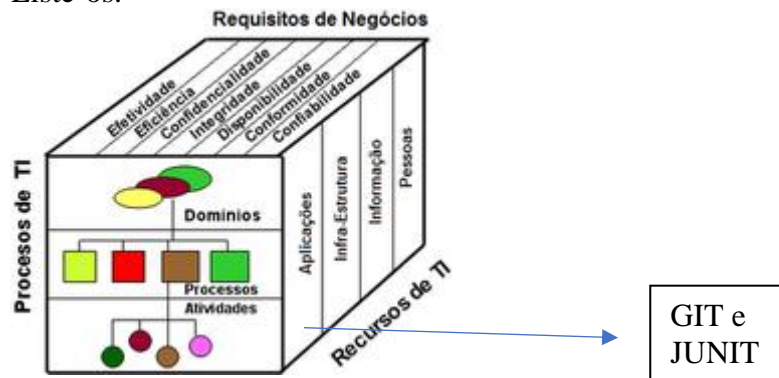 Liste-os.
Requisitos de Negócios
Efetividade
Eficiência
Confidencialidade
Integridade
Disponibilidade
Conformidade
Confiabilidade
Procesos de TI
Domínios
Processos
Atividades
Aplicações
Infra-Estrutura
Informação
Pessoas
Recursos de TI
GIT e
JUNIT